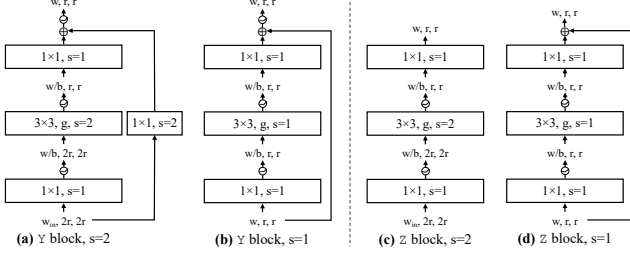 w, r, r
1×1, s=1
w/b, r, r
3×3, g, s=2
1×1, s=2
w/b, 2r, 2r
1×1, s=1
w_in, 2r, 2r
(a) Y block, s=2
w, r, r
1×1, s=1
w/b, r, r
3×3, g, s=1
w/b, r, r
1×1, s=1
w, r, r
(b) Y block, s=1
w, r, r
1×1, s=1
w/b, r, r
3×3, g, s=2
w/b, 2r, 2r
1×1, s=1
w_in, 2r, 2r
(c) Z block, s=2
w, r, r
1×1, s=1
w/b, r, r
3×3, g, s=1
w/b, r, r
1×1, s=1
w, r, r
(d) Z block, s=1